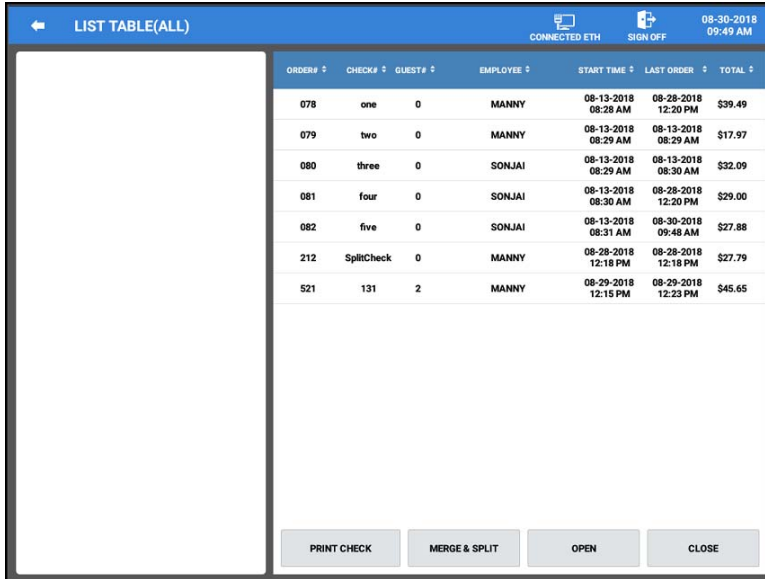 LIST TABLE(ALL)
CONNECTED ETH
SIGN OFF
08-30-2018
09:49 AM
ORDER# CHECK# GUEST# EMPLOYEE START TIME LAST ORDER TOTAL
078 one 0 MANNY 08-13-2018 08:28 AM 08-28-2018 12:20 PM $39.49
079 two 0 MANNY 08-13-2018 08:29 AM 08-13-2018 08:29 AM $17.97
080 three 0 SONJAI 08-13-2018 08:29 AM 08-13-2018 08:30 AM $32.09
081 four 0 SONJAI 08-13-2018 08:30 AM 08-28-2018 12:20 PM $29.00
082 five 0 SONJAI 08-13-2018 08:31 AM 08-30-2018 09:48 AM $27.88
212 SplitCheck 0 MANNY 08-28-2018 12:18 PM 08-28-2018 12:18 PM $27.79
521 131 2 MANNY 08-29-2018 12:15 PM 08-29-2018 12:23 PM $45.65
PRINT CHECK MERGE & SPLIT OPEN CLOSE